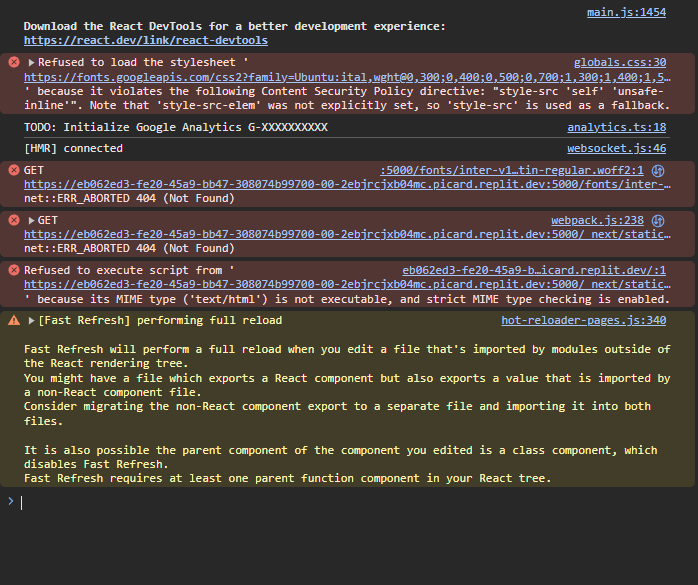 main.js:1454
Download the React DevTools for a better development experience:
https://react.dev/link/react-devtools
Refused to load the stylesheet ' globals.css:30
https://fonts.googleapis.com/css2?family=Ubuntu:ital,wght@0,300;0,400;0,500;0,700;1,300;1,400;1,5…
' because it violates the following Content Security Policy directive: "style-src 'self' 'unsafe-
inline'". Note that 'style-src-elem' was not explicitly set, so 'style-src' is used as a fallback.
TODO: Initialize Google Analytics G-XXXXXXXXXX analytics.ts:18
[HMR] connected websocket.js:46
GET :5000/fonts/inter-v1…tin-regular.woff2:1
https://eb062ed3-fe20-45a9-bb47-308074b99700-00-2ebjrcjxb04mc.picard.replit.dev:5000/fonts/inter-…
net::ERR_ABORTED 404 (Not Found)
GET webpack.js:238
https://eb062ed3-fe20-45a9-bb47-308074b99700-00-2ebjrcjxb04mc.picard.replit.dev:5000/_next/static…
net::ERR_ABORTED 404 (Not Found)
Refused to execute script from ' eb062ed3-fe20-45a9-b…icard.replit.dev/:1
https://eb062ed3-fe20-45a9-bb47-308074b99700-00-2ebjrcjxb04mc.picard.replit.dev:5000/_next/static…
' because its MIME type ('text/html') is not executable, and strict MIME type checking is enabled.
[Fast Refresh] performing full reload hot-reloader-pages.js:340
Fast Refresh will perform a full reload when you edit a file that's imported by modules outside of
the React rendering tree.
You might have a file which exports a React component but also exports a value that is imported by
a non-React component file.
Consider migrating the non-React component export to a separate file and importing it into both
files.
It is also possible the parent component of the component you edited is a class component, which
disables Fast Refresh.
Fast Refresh requires at least one parent function component in your React tree.